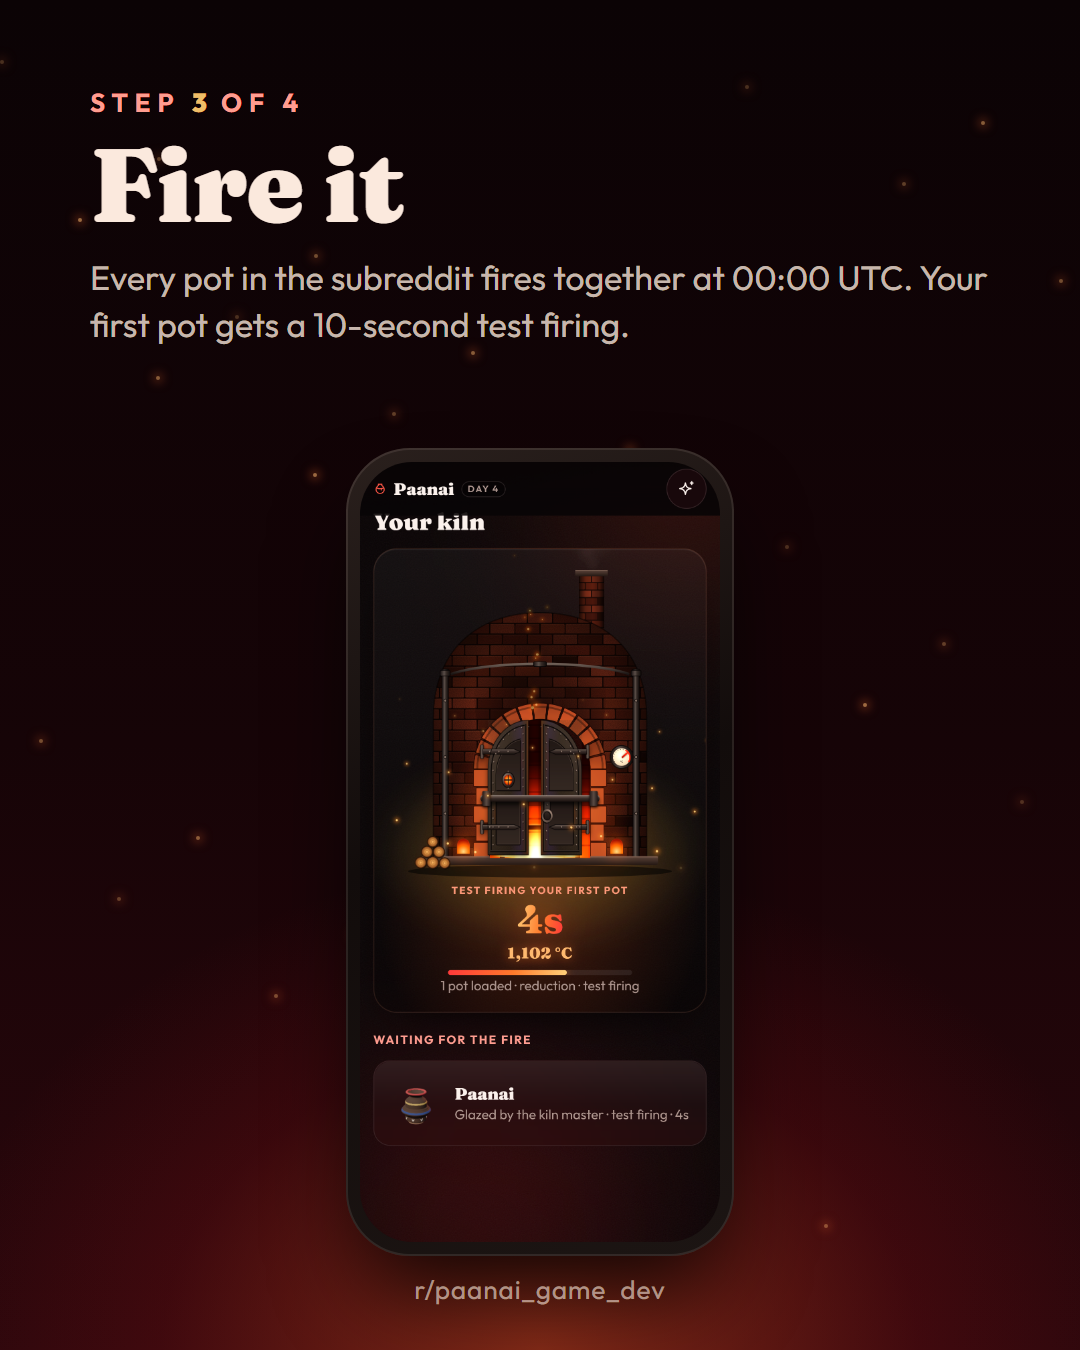 STEP 3 OF 4
Fire it
Every pot in the subreddit fires together at 00:00 UTC. Your
first pot gets a 10-second test firing.
Paanai DAY 4
Your kiln
TEST FIRING YOUR FIRST POT
4s
1,102 °C
1 pot loaded · reduction · test firing
WAITING FOR THE FIRE
Paanai
Glazed by the kiln master · test firing · 4s
r/paanai_game_dev